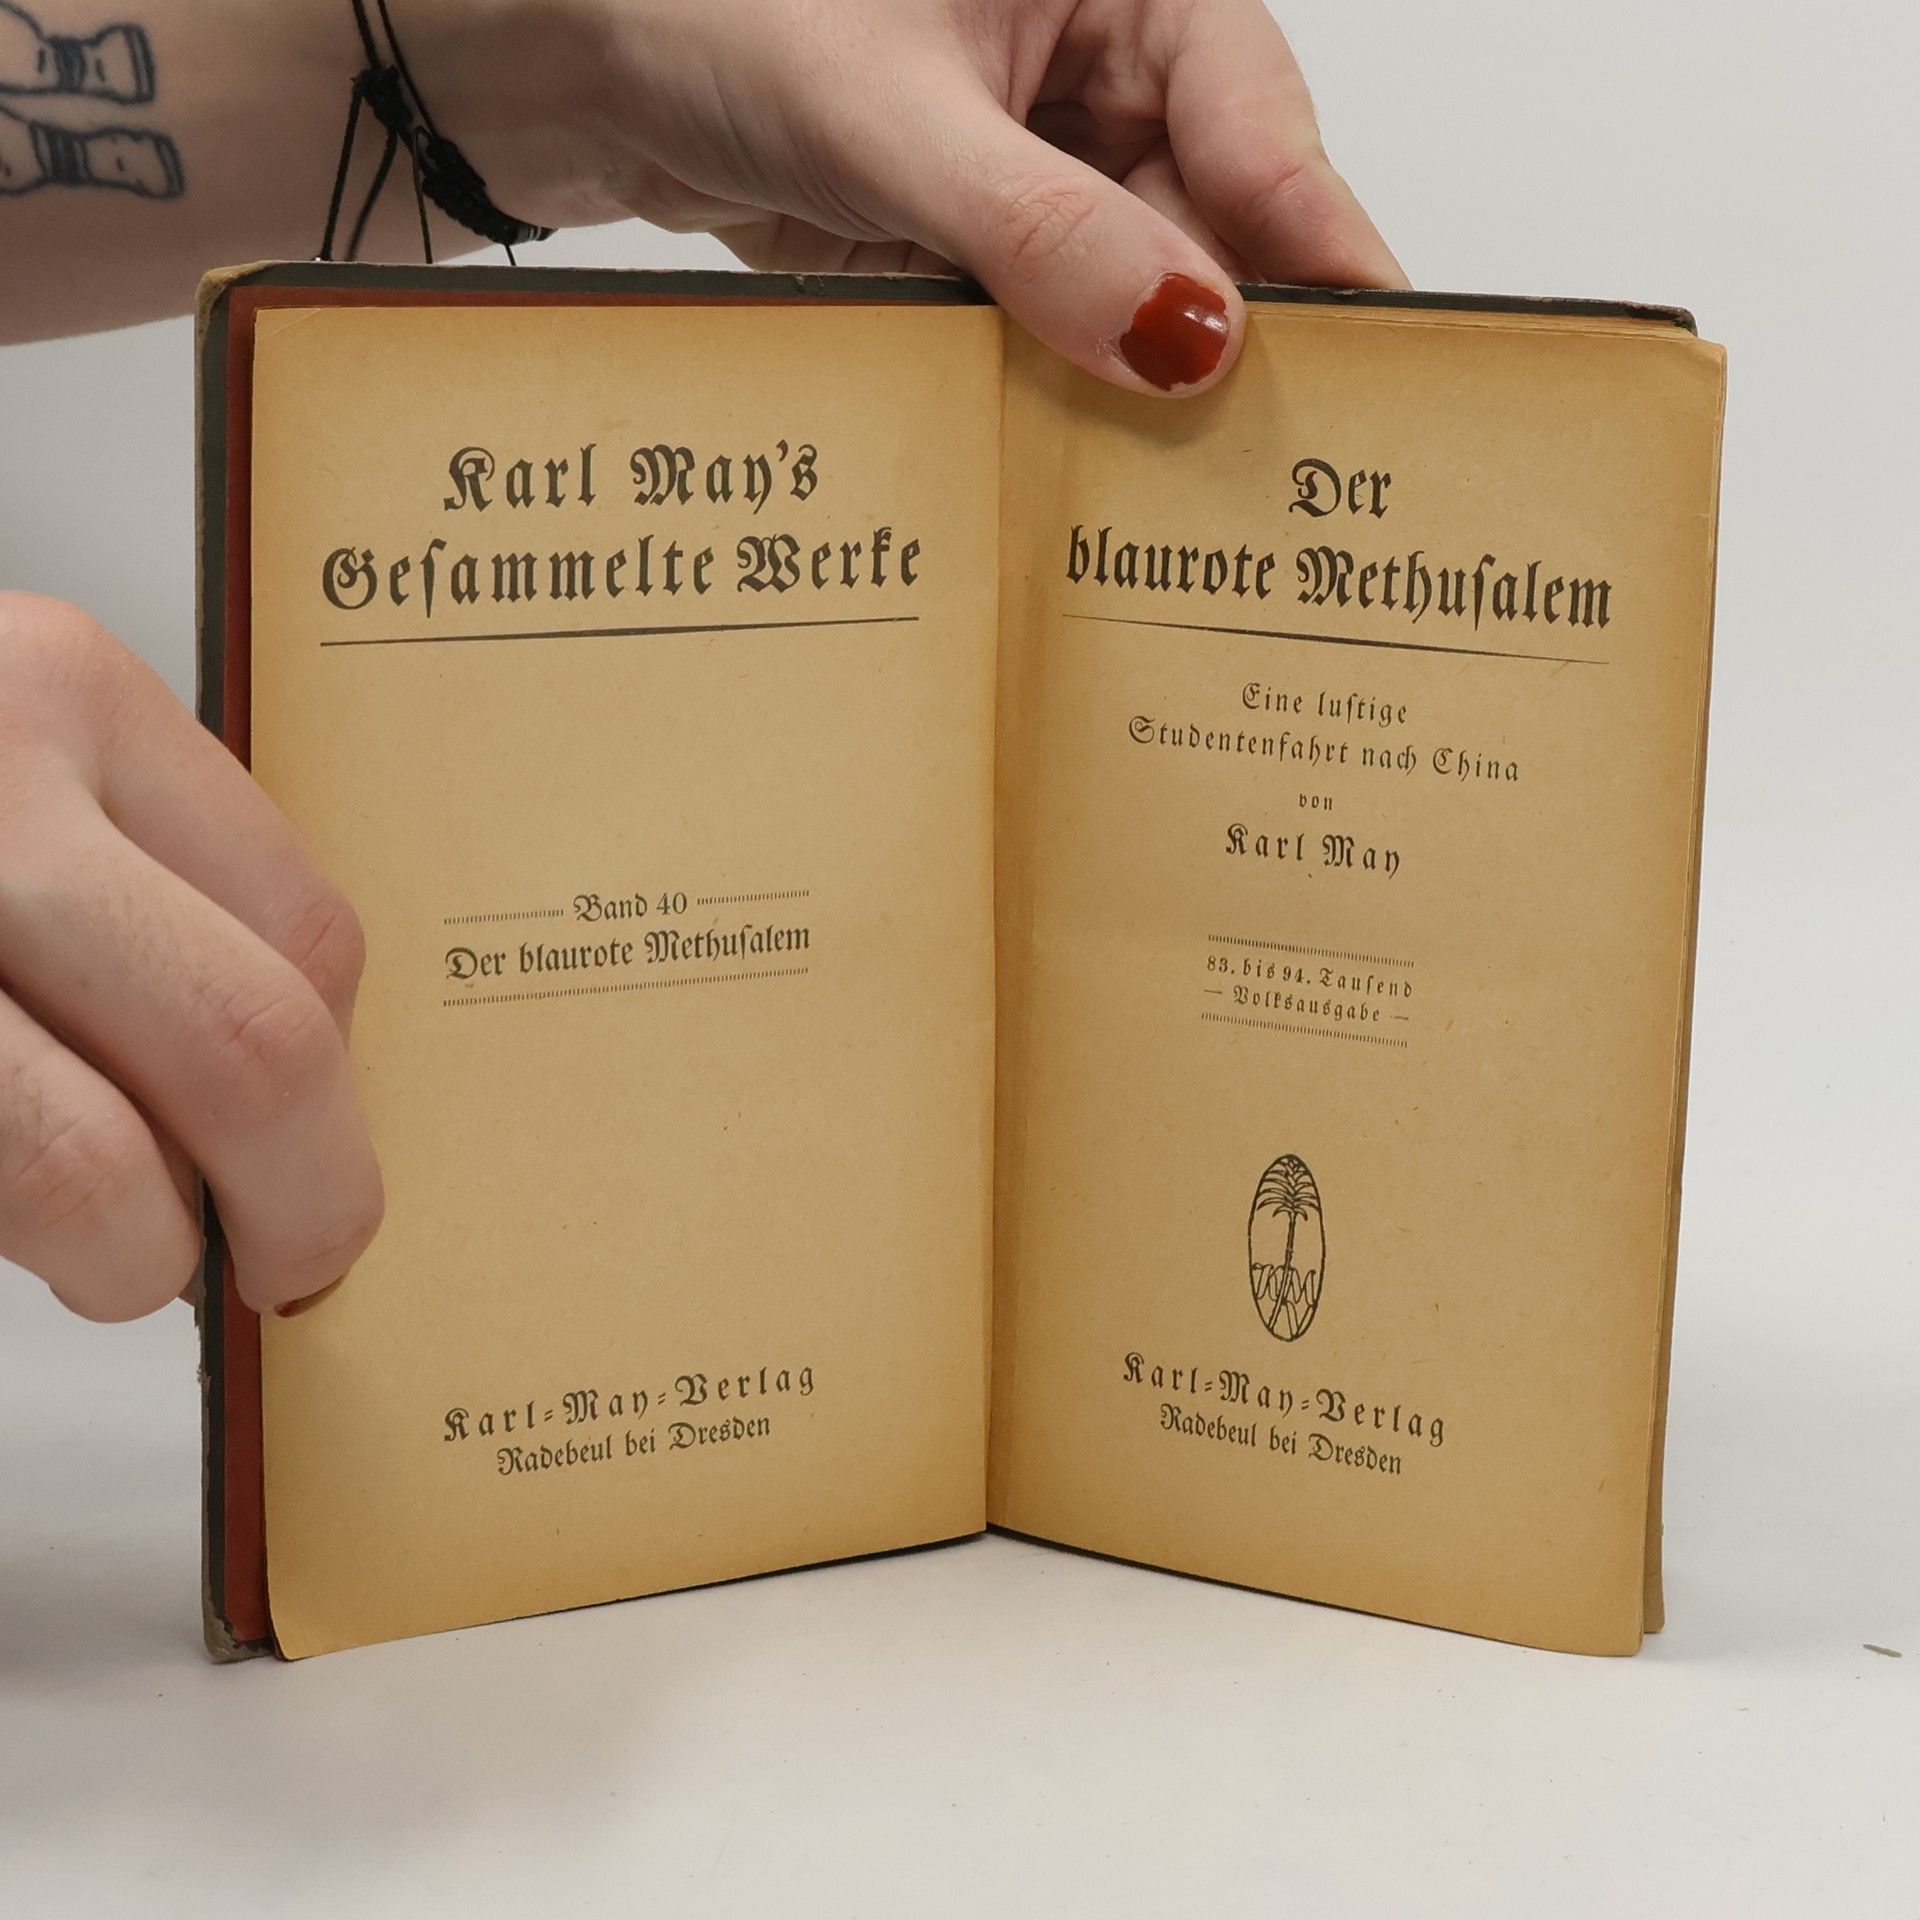 Karl May's
Gesammelte Werke
Band 40
Der blaurote Methusalem
Karl-May-Verlag
Radebeul bei Dresden
Der
blaurote Methusalem
Eine lustige
Studentenfahrt nach China
von
Karl May
83. bis 94. Tausend
— Volksausgabe —
KMV
Karl-May-Verlag
Radebeul bei Dresden